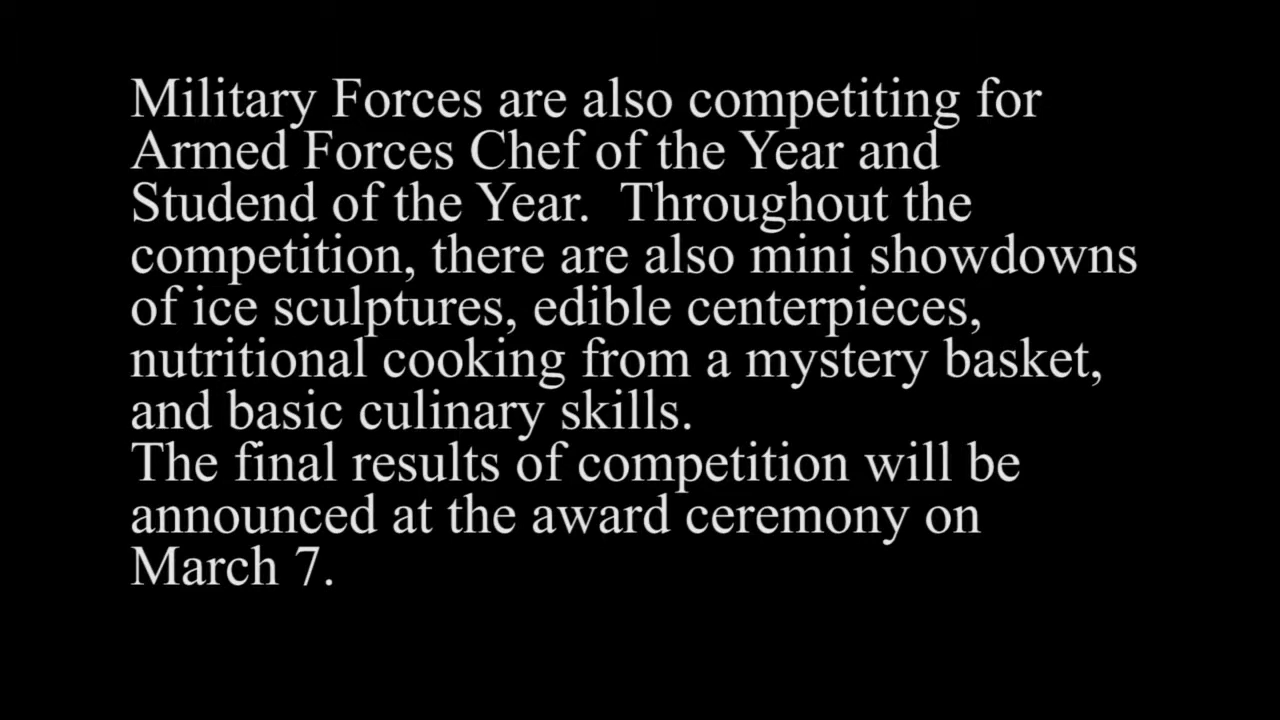 Military Forces are also competiting for
Armed Forces Chef of the Year and
Studend of the Year.  Throughout the
competition, there are also mini showdowns
of ice sculptures, edible centerpieces,
nutritional cooking from a mystery basket,
and basic culinary skills.
The final results of competition will be
announced at the award ceremony on
March 7.